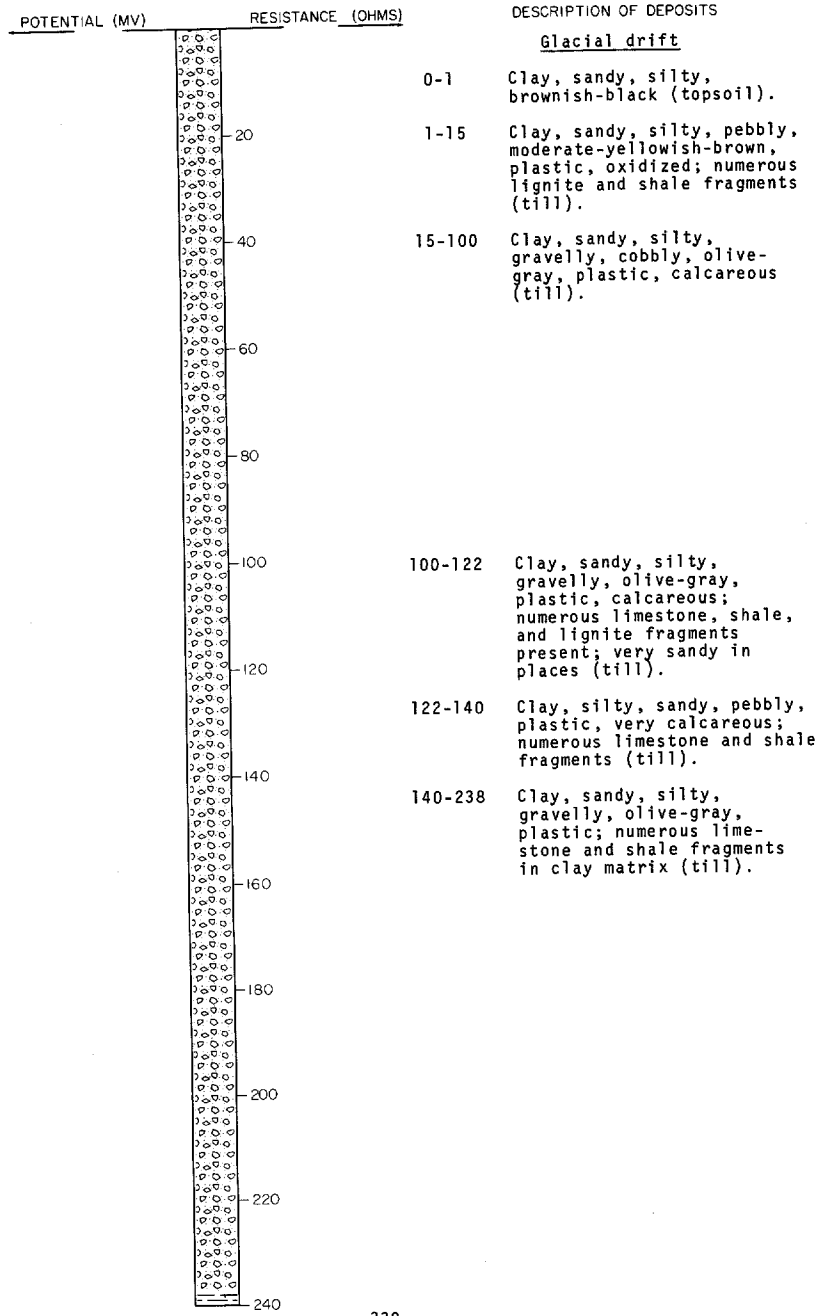 POTENTIAL (MV) RESISTANCE (OHMS) DESCRIPTION OF DEPOSITS
Glacial drift
0-1 Clay, sandy, silty,
brownish-black (topsoil).
20
1-15 Clay, sandy, silty, pebbly,
moderate-yellowish-brown,
plastic, oxidized; numerous
lignite and shale fragments
(till).
40
15-100 Clay, sandy, silty,
gravelly, cobbly, olive-
gray, plastic, calcareous
(till).
60
80
100
100-122 Clay, sandy, silty,
gravelly, olive-gray,
plastic, calcareous;
numerous limestone, shale,
and lignite fragments
present; very sandy in
places (till).
120
122-140 Clay, silty, sandy, pebbly,
plastic, very calcareous;
numerous limestone and shale
fragments (till).
140
140-238 Clay, sandy, silty,
gravelly, olive-gray,
plastic; numerous lime-
stone and shale fragments
in clay matrix (till).
160
180
200
220
240